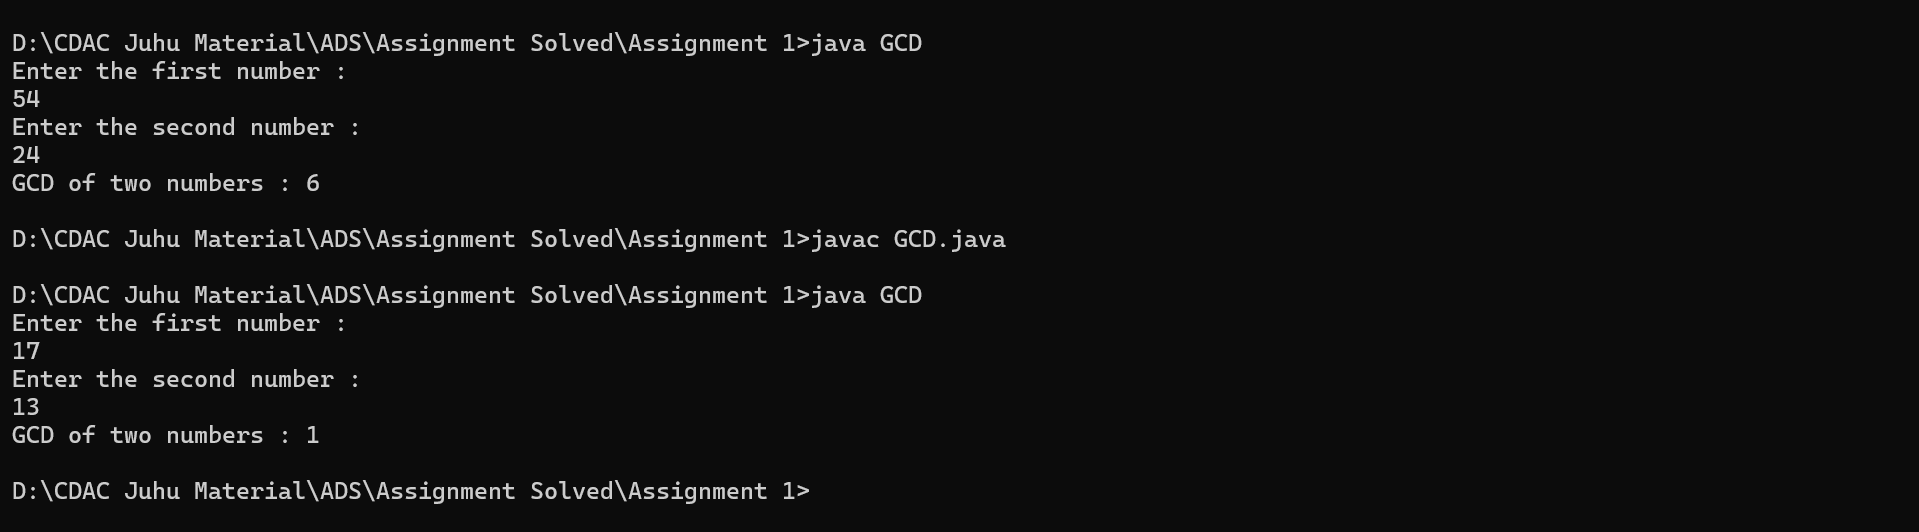 D:\CDAC Juhu Material\ADS\Assignment Solved\Assignment 1>java GCD
Enter the first number :
54
Enter the second number :
24
GCD of two numbers : 6
D:\CDAC Juhu Material\ADS\Assignment Solved\Assignment 1>javac GCD.java
D:\CDAC Juhu Material\ADS\Assignment Solved\Assignment 1>java GCD
Enter the first number :
17
Enter the second number :
13
GCD of two numbers : 1
D:\CDAC Juhu Material\ADS\Assignment Solved\Assignment 1>